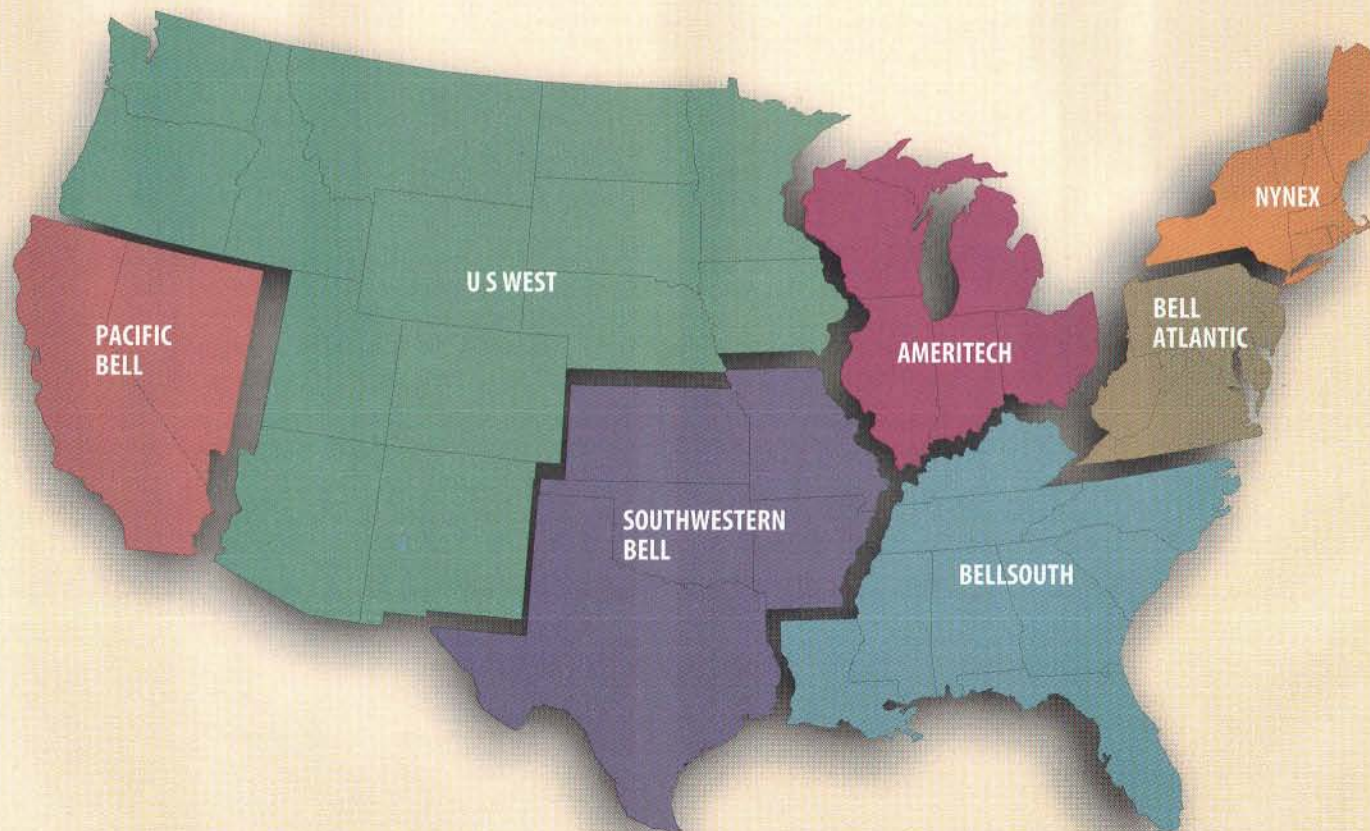 NYNEX
U S WEST
BELL
ATLANTIC
PACIFIC
BELL
AMERITECH
SOUTHWESTERN
BELL
BELLSOUTH